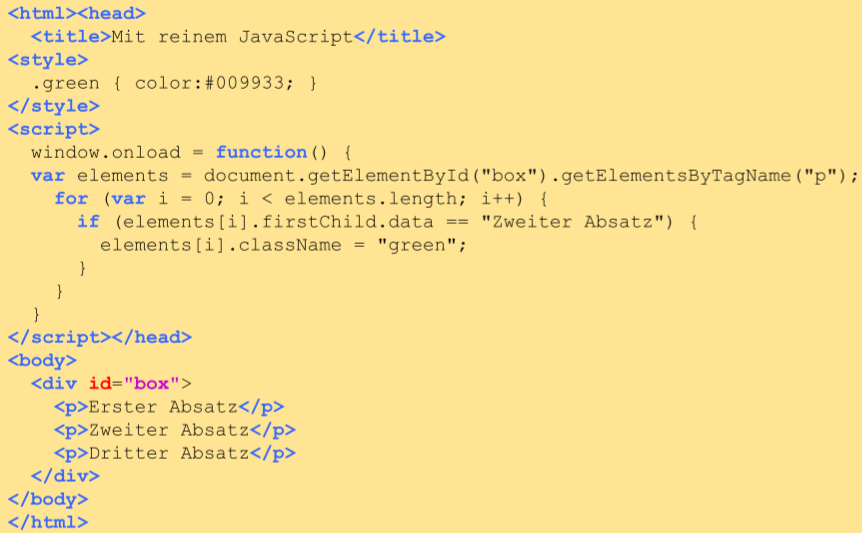 <html><head>
  <title>Mit reinem JavaScript</title>
<style>
  .green { color:#009933; }
</style>
<script>
  window.onload = function() {
  var elements = document.getElementById("box").getElementsByTagName("p");
    for (var i = 0; i < elements.length; i++) {
      if (elements[i].firstChild.data == "Zweiter Absatz") {
        elements[i].className = "green";
      }
    }
  }
</script></head>
<body>
  <div id="box">
    <p>Erster Absatz</p>
    <p>Zweiter Absatz</p>
    <p>Dritter Absatz</p>
  </div>
</body>
</html>